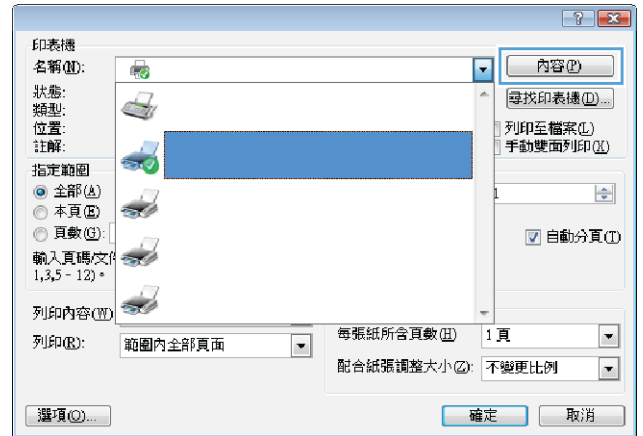 印表機
名稱(N):
內容(P)
狀態:
類型:
位置:
註解:
尋找印表機(D)...
列印至檔案(L)
手動雙面列印(X)
指定範圍
全部(A)
本頁(E)
頁數(G):
1
自動分頁(T)
輸入頁碼/文件
1,3,5 - 12)。
列印內容(W)
列印(R):
範圍內全部頁面
每張紙所含頁數(H)
1 頁
配合紙張調整大小(Z):
不變更比例
選項(O)...
確定
取消